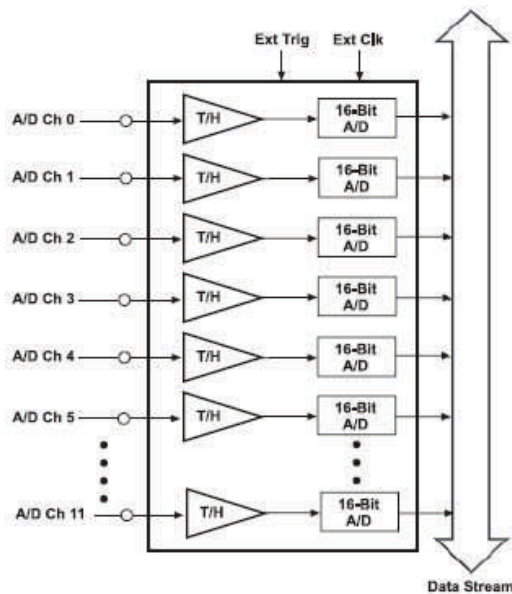 Ext Trig Ext Clk
A/D Ch 0 T/H 16-Bit
A/D
A/D Ch 1 T/H 16-Bit
A/D
A/D Ch 2 T/H 16-Bit
A/D
A/D Ch 3 T/H 16-Bit
A/D
A/D Ch 4 T/H 16-Bit
A/D
A/D Ch 5 T/H 16-Bit
A/D
A/D Ch 11 T/H 16-Bit
A/D
Data Stream